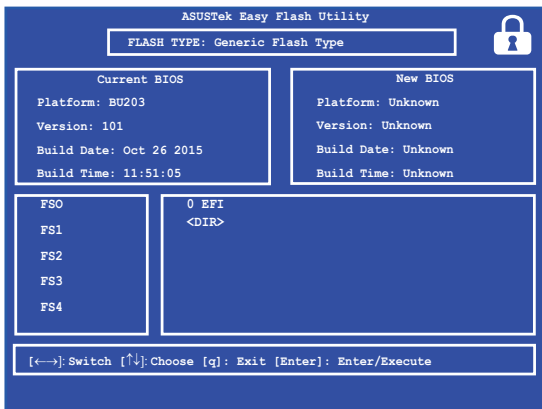 ASUSTek Easy Flash Utility
FLASH TYPE: Generic Flash Type
Current BIOS
Platform: BU203
Version: 101
Build Date: Oct 26 2015
Build Time: 11:51:05
New BIOS
Platform: Unknown
Version: Unknown
Build Date: Unknown
Build Time: Unknown
FSO
FS1
FS2
FS3
FS4
0 EFI
<DIR>
[←→]: Switch [↑↓]: Choose [q]: Exit [Enter]: Enter/Execute